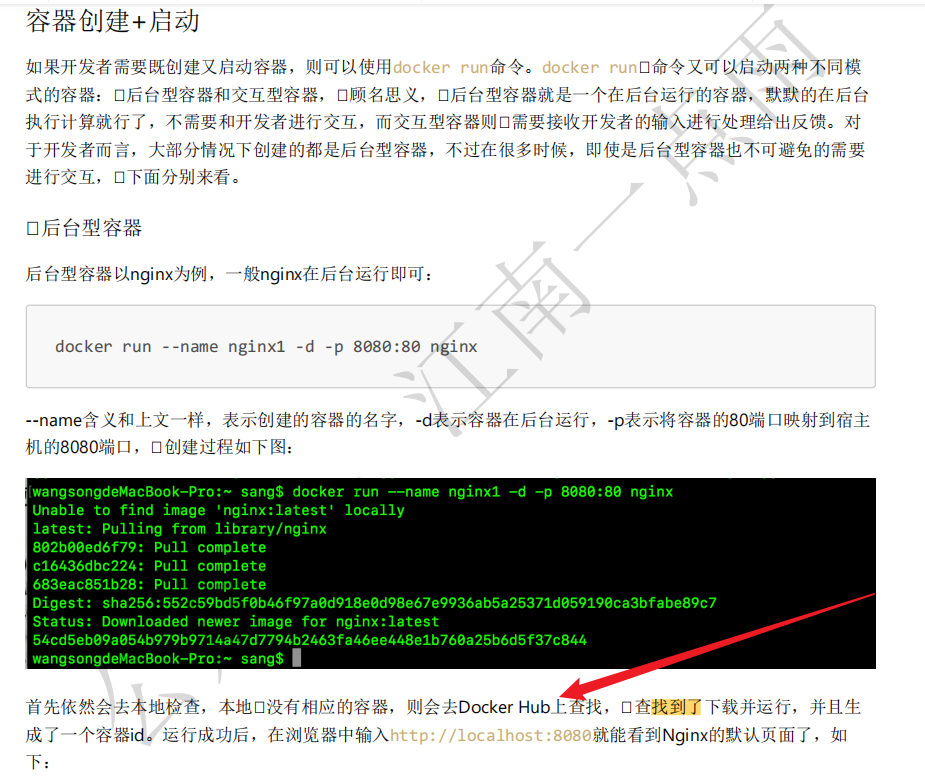 容器创建+启动
如果开发者需要既创建又启动容器，则可以使用docker run命令。docker run命令又可以启动两种不同模
式的容器：后台型容器和交互型容器，顾名思义，后台型容器就是一个在后台运行的容器，默默的在后台
执行计算就行了，不需要和开发者进行交互，而交互型容器则需要接收开发者的输入进行处理给出反馈。对
于开发者而言，大部分情况下创建的都是后台型容器，不过在很多时候，即使是后台型容器也不可避免的需要
进行交互，下面分别来看。
后台型容器
后台型容器以nginx为例，一般nginx在后台运行即可：
docker run --name nginx1 -d -p 8080:80 nginx
--name含义和上文一样，表示创建的容器的名字，-d表示容器在后台运行，-p表示将容器的80端口映射到宿主
机的8080端口，创建过程如下图：
wangsongdeMacBook-Pro:~ sang$ docker run --name nginx1 -d -p 8080:80 nginx
Unable to find image 'nginx:latest' locally
latest: Pulling from library/nginx
802b00ed6f79: Pull complete
c16436dbc224: Pull complete
683eac851b28: Pull complete
Digest: sha256:552c59bd5f0b46f97a0d918e0d98e67e9936ab5a25371d059190ca3bfabe89c7
Status: Downloaded newer image for nginx:latest
54cd5eb09a054b979b9714a47d7794b2463fa46ee448e1b760a25b6d5f37c844
wangsongdeMacBook-Pro:~ sang$
首先依然会去本地检查，本地没有相应的容器，则会去Docker Hub上查找，查找到了下载并运行，并且生
成了一个容器id。运行成功后，在浏览器中输入http://localhost:8080就能看到Nginx的默认页面了，如
下：
江南一点雨